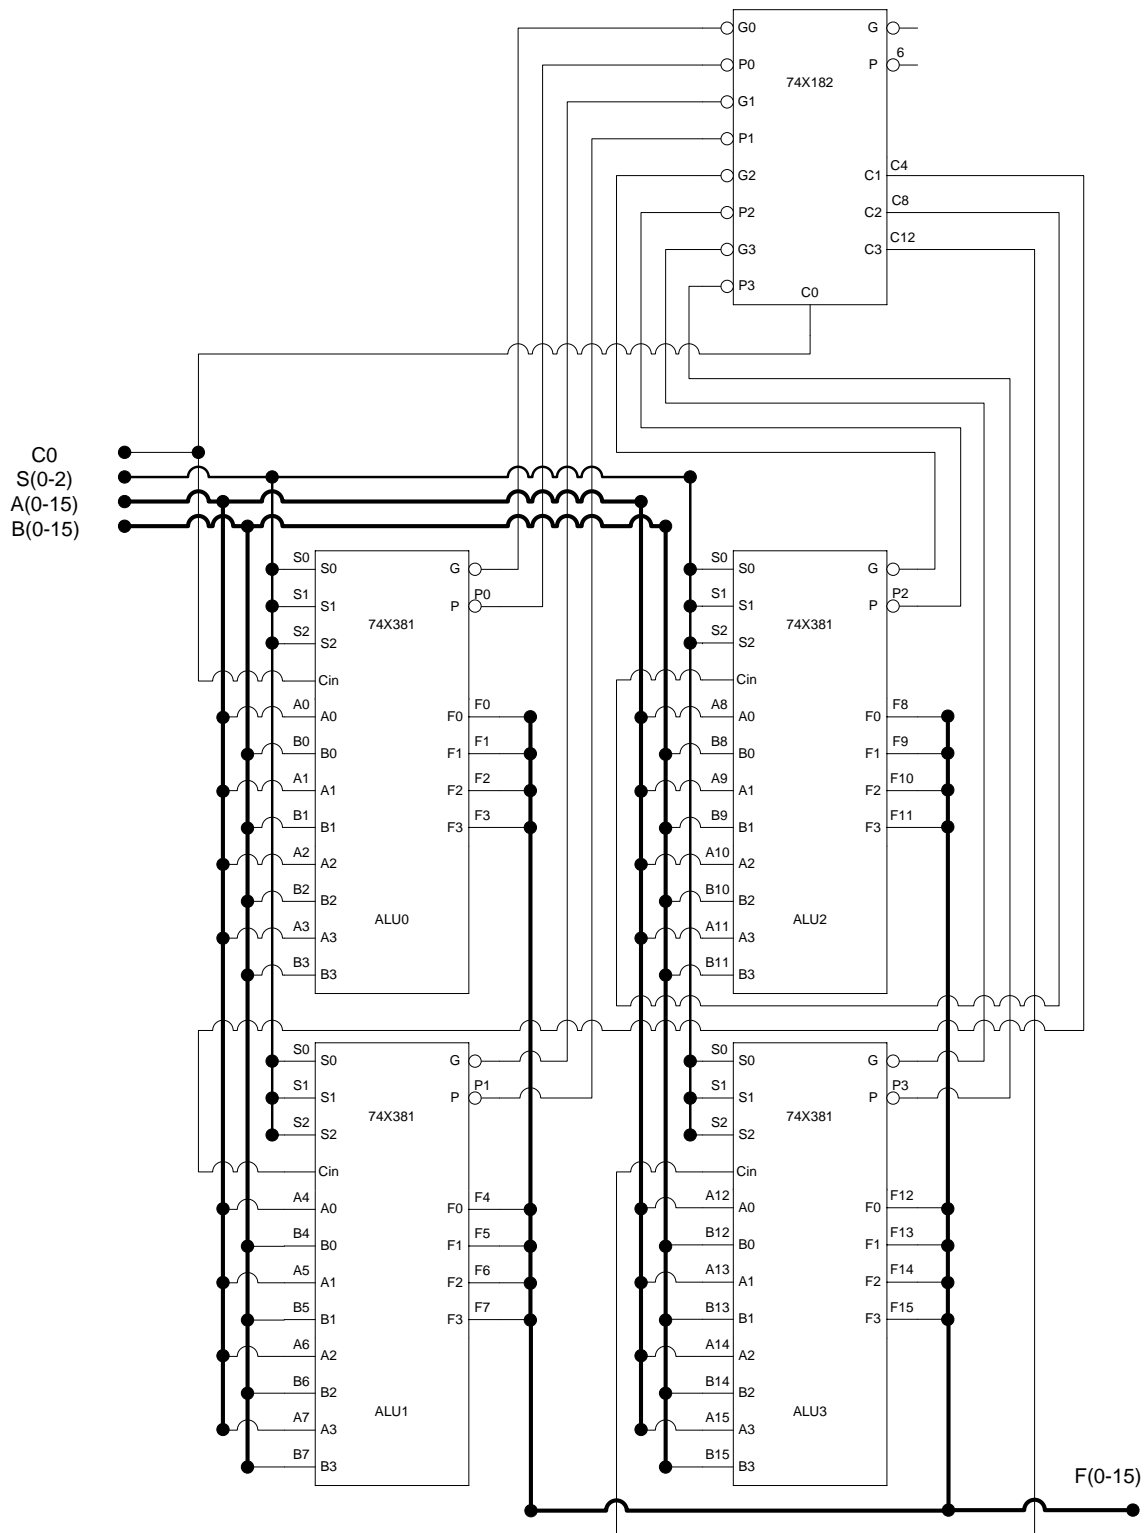 G0 G
P0 6 P
74X182
G1
P1
G2 C1 C4
P2 C2 C8
G3 C3 C12
P3 C0
C0
S(0-2)
A(0-15)
B(0-15)
S0 S0 G
S1 S1 P P0
74X381
S2 S2
Cin
A0 A0 F0 F0
B0 B0 F1 F1
A1 A1 F2 F2
B1 B1 F3 F3
A2 A2
B2 B2
ALU0
A3 A3
B3 B3
S0 S0 G
S1 S1 P P2
74X381
S2 S2
Cin
A8 A0 F0 F8
B8 B0 F1 F9
A9 A1 F2 F10
B9 B1 F3 F11
A10 A2
B10 B2
ALU2
A11 A3
B11 B3
S0 S0 G
S1 S1 P P1
74X381
S2 S2
Cin
A4 A0 F0 F4
B4 B0 F1 F5
A5 A1 F2 F6
B5 B1 F3 F7
A6 A2
B6 B2
ALU1
A7 A3
B7 B3
S0 S0 G
S1 S1 P P3
74X381
S2 S2
Cin
A12 A0 F0 F12
B12 B0 F1 F13
A13 A1 F2 F14
B13 B1 F3 F15
A14 A2
B14 B2
ALU3
A15 A3
B15 B3
F(0-15)